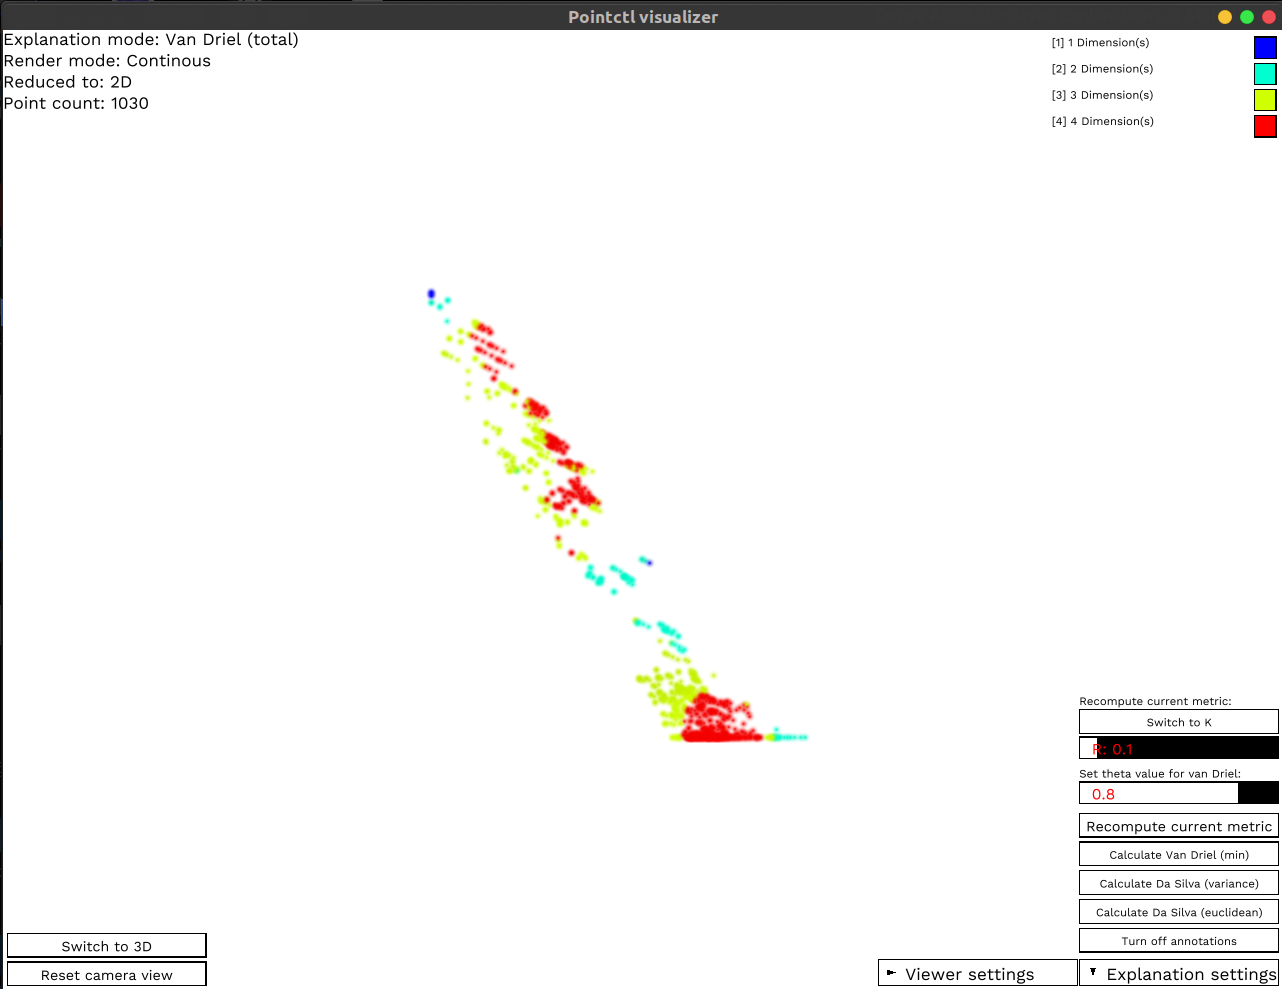 Pointctl visualizer
Explanation mode: Van Driel (total)
Render mode: Continous
Reduced to: 2D
Point count: 1030
[1] 1 Dimension(s)
[2] 2 Dimension(s)
[3] 3 Dimension(s)
[4] 4 Dimension(s)
Recompute current metric:
Switch to K
R: 0.1
Set theta value for van Driel:
0.8
Recompute current metric
Calculate Van Driel (min)
Calculate Da Silva (variance)
Calculate Da Silva (euclidean)
Turn off annotations
Switch to 3D
Reset camera view
Viewer settings
Explanation settings